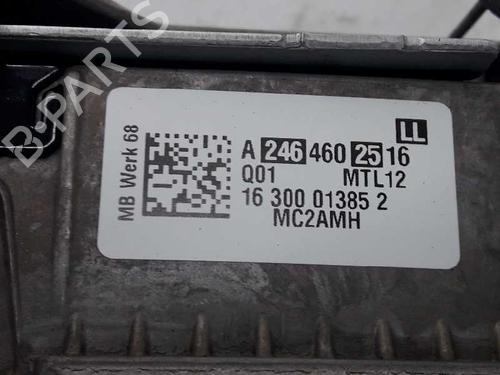 B-PARTS
MB Werk 68
LL
A 246 460 25 16
Q01 MTL12
16 300 01385 2
MC2AMH